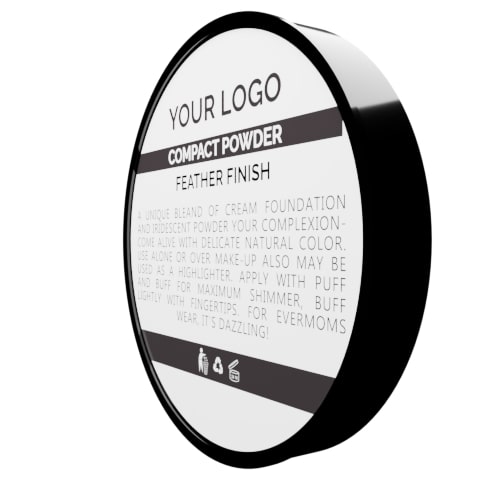 YOUR LOGO
COMPACT POWDER
FEATHER FINISH
A UNIQUE BLEAND OF CREAM FOUNDATION
AND IRIDESCENT POWDER YOUR COMPLEXION-
COME ALIVE WITH DELICATE NATURAL COLOR.
USE ALONE OR OVER MAKE-UP ALSO MAY BE
USED AS A HIGHLIGHTER. APPLY WITH PUFF
AND BUFF FOR MAXIMUM SHIMMER, BUFF
LIGHTLY WITH FINGERTIPS. FOR EVERMOMS
WEAR, IT'S DAZZLING!